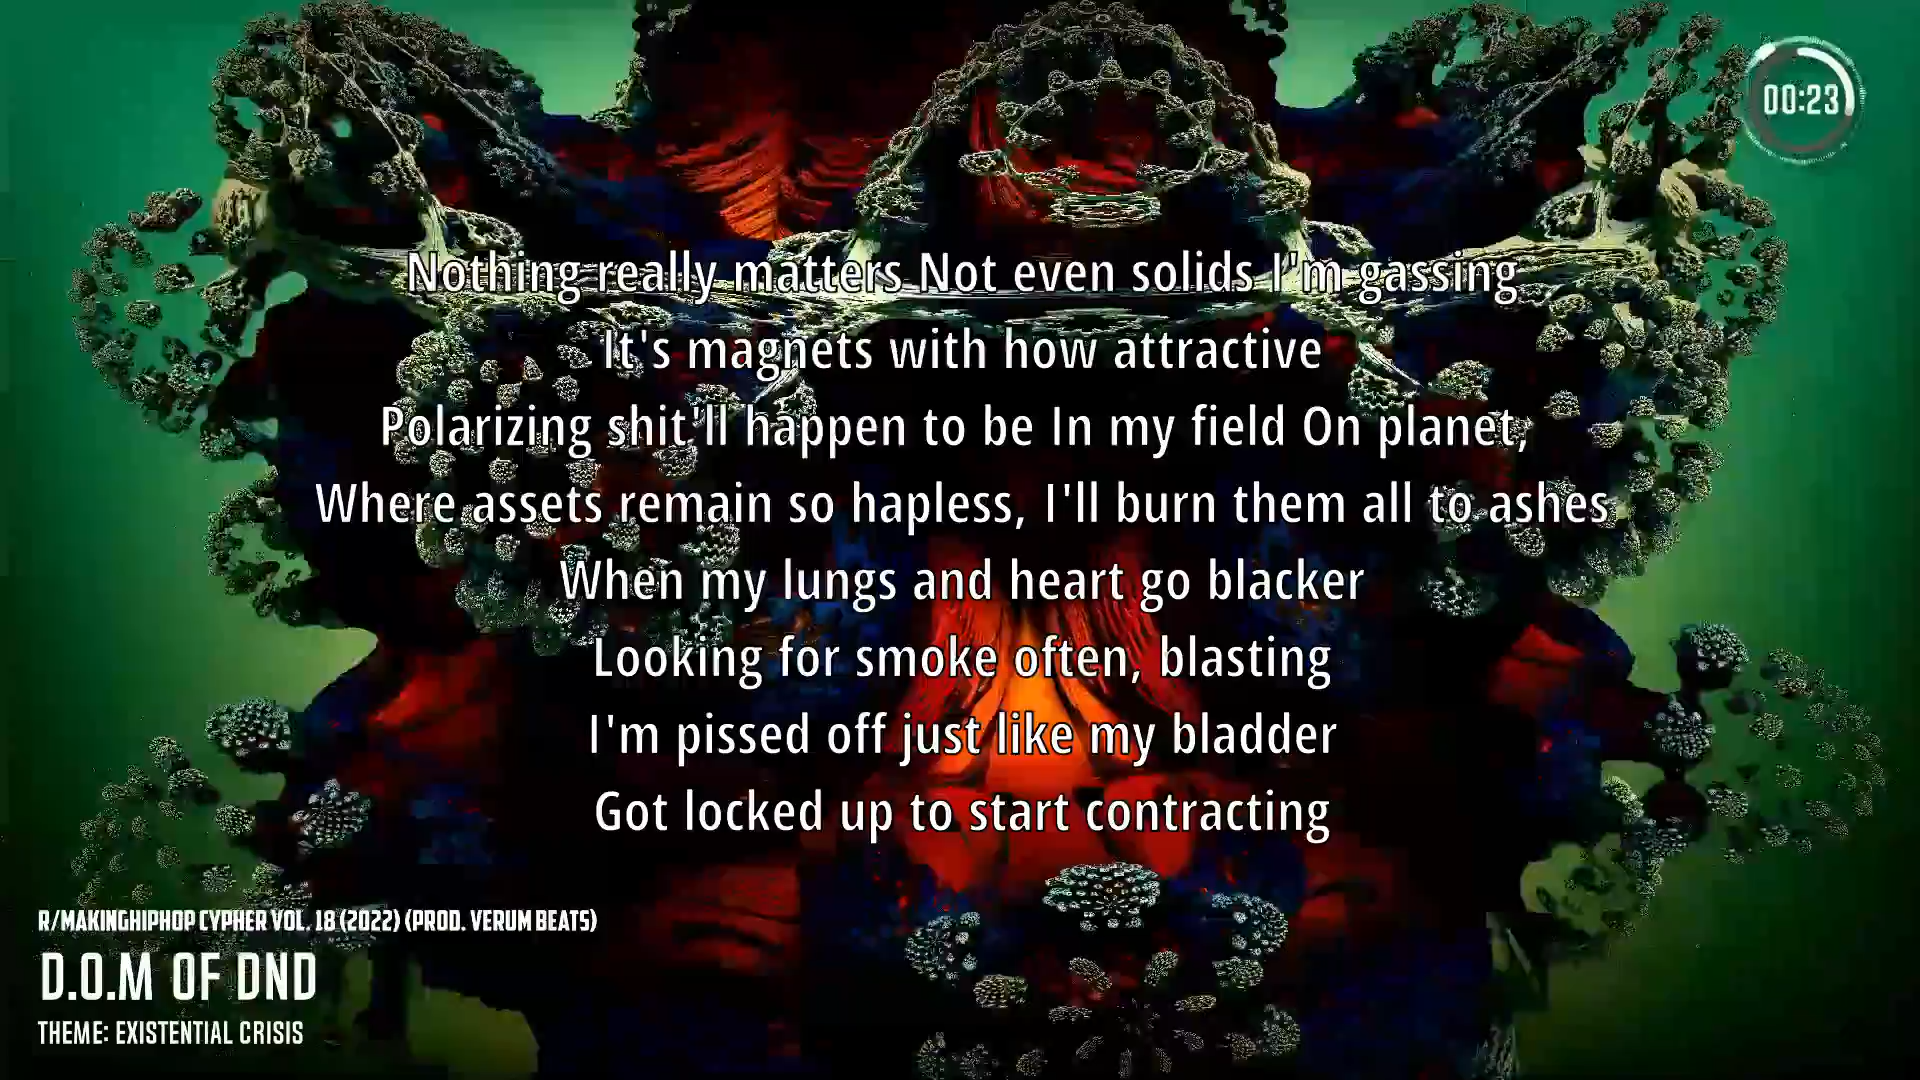 00:23
Nothing really matters Not even solids I'm gassing
It's magnets with how attractive
Polarizing shit'll happen to be In my field On planet,
Where assets remain so hapless, I'll burn them all to ashes
When my lungs and heart go blacker
Looking for smoke often, blasting
I'm pissed off just like my bladder
Got locked up to start contracting
R/MAKINGHIPHOP CYPHER VOL. 18 (2022) (PROD. VERUM BEATS)
D.O.M OF DND
THEME: EXISTENTIAL CRISIS